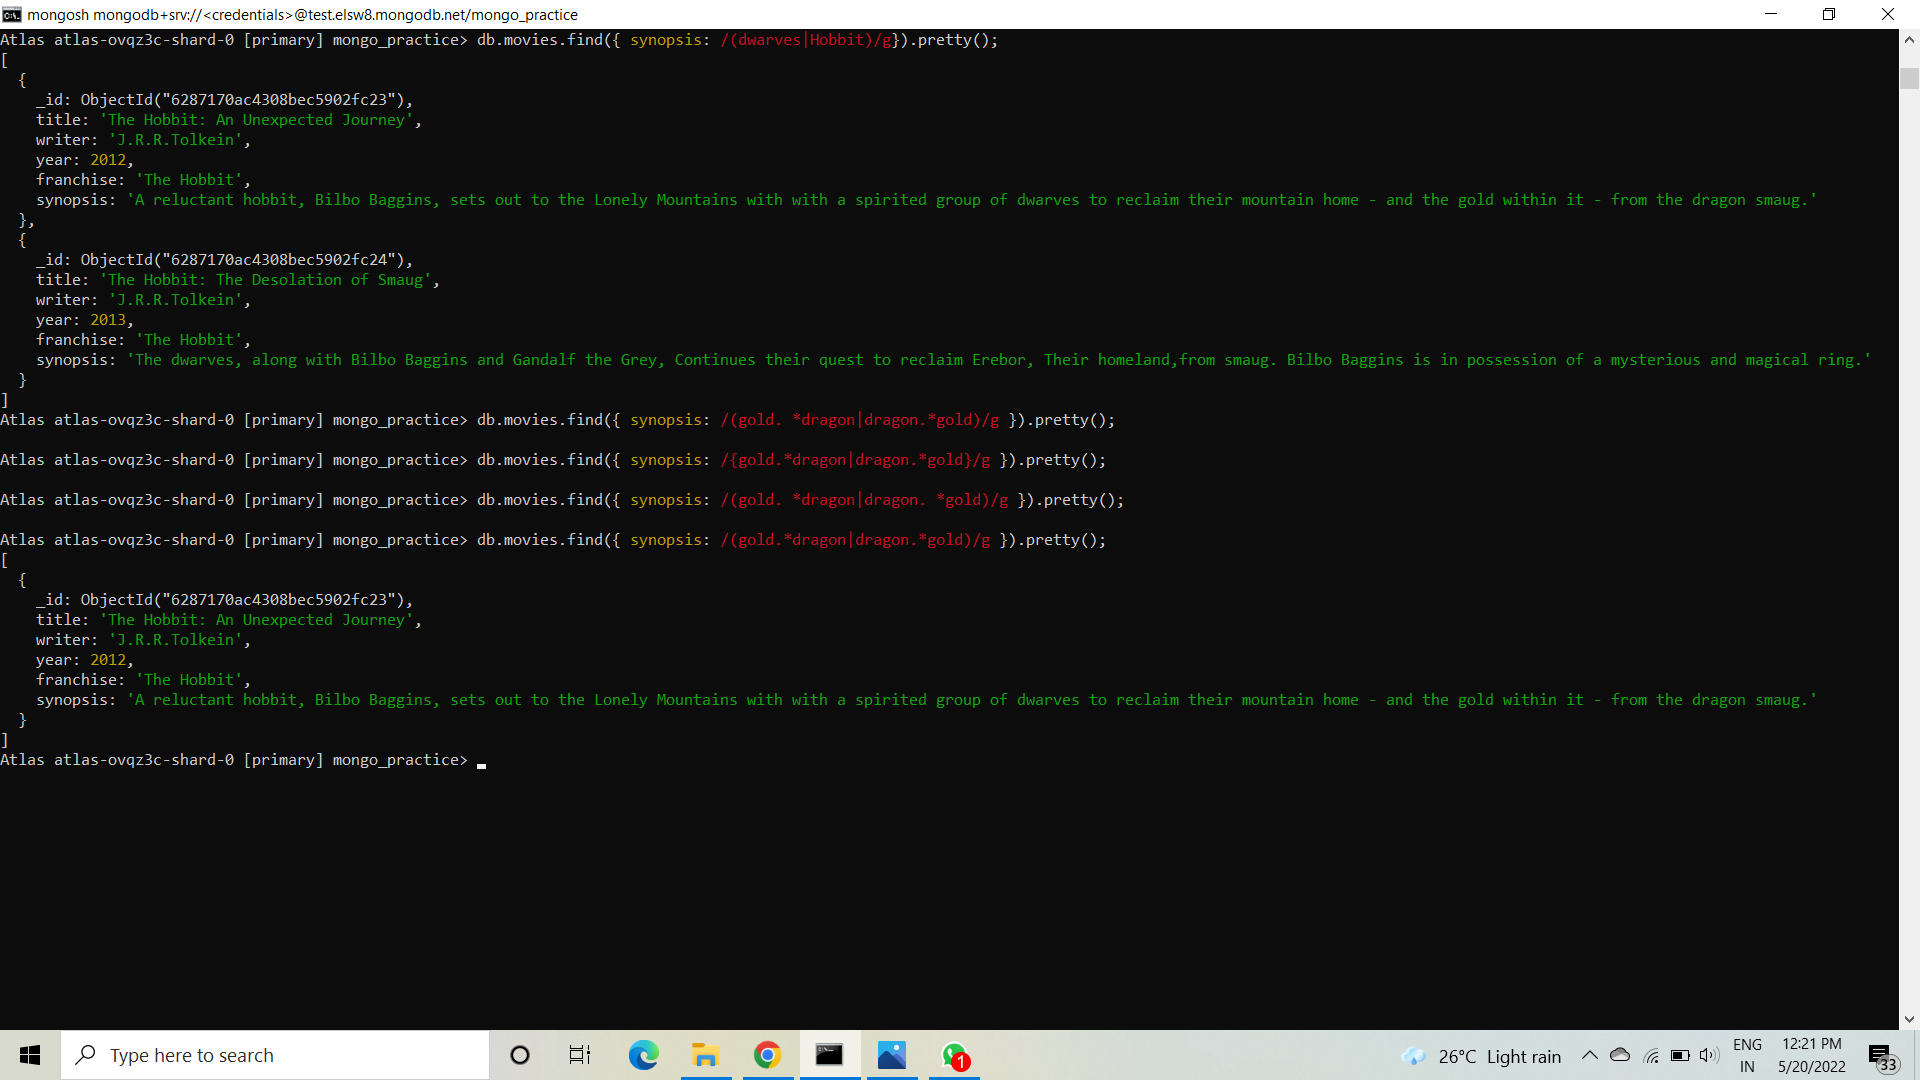 mongosh mongodb+srv://<credentials>@test.elsw8.mongodb.net/mongo_practice
Atlas atlas-ovqz3c-shard-0 [primary] mongo_practice> db.movies.find({ synopsis: /(dwarves|Hobbit)/g}).pretty();
[
  {
    _id: ObjectId("6287170ac4308bec5902fc23"),
    title: 'The Hobbit: An Unexpected Journey',
    writer: 'J.R.R.Tolkein',
    year: 2012,
    franchise: 'The Hobbit',
    synopsis: 'A reluctant hobbit, Bilbo Baggins, sets out to the Lonely Mountains with with a spirited group of dwarves to reclaim their mountain home - and the gold within it - from the dragon smaug.'
  },
  {
    _id: ObjectId("6287170ac4308bec5902fc24"),
    title: 'The Hobbit: The Desolation of Smaug',
    writer: 'J.R.R.Tolkein',
    year: 2013,
    franchise: 'The Hobbit',
    synopsis: 'The dwarves, along with Bilbo Baggins and Gandalf the Grey, Continues their quest to reclaim Erebor, Their homeland,from smaug. Bilbo Baggins is in possession of a mysterious and magical ring.'
  }
]
Atlas atlas-ovqz3c-shard-0 [primary] mongo_practice> db.movies.find({ synopsis: /(gold. *dragon|dragon.*gold)/g }).pretty();
Atlas atlas-ovqz3c-shard-0 [primary] mongo_practice> db.movies.find({ synopsis: /{gold.*dragon|dragon.*gold}/g }).pretty();
Atlas atlas-ovqz3c-shard-0 [primary] mongo_practice> db.movies.find({ synopsis: /(gold. *dragon|dragon. *gold)/g }).pretty();
Atlas atlas-ovqz3c-shard-0 [primary] mongo_practice> db.movies.find({ synopsis: /(gold.*dragon|dragon.*gold)/g }).pretty();
[
  {
    _id: ObjectId("6287170ac4308bec5902fc23"),
    title: 'The Hobbit: An Unexpected Journey',
    writer: 'J.R.R.Tolkein',
    year: 2012,
    franchise: 'The Hobbit',
    synopsis: 'A reluctant hobbit, Bilbo Baggins, sets out to the Lonely Mountains with with a spirited group of dwarves to reclaim their mountain home - and the gold within it - from the dragon smaug.'
  }
]
Atlas atlas-ovqz3c-shard-0 [primary] mongo_practice>
Type here to search
1
26°C Light rain
ENG
IN
12:21 PM
5/20/2022
33